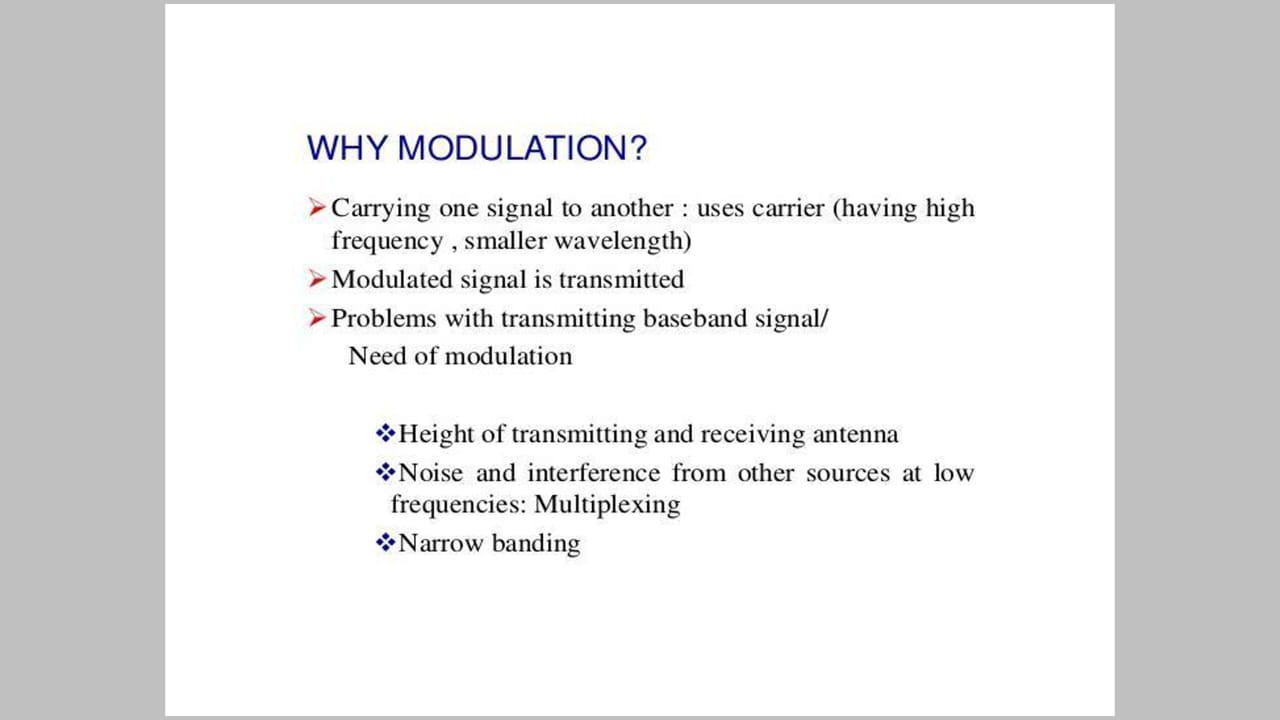 WHY MODULATION?
Carrying one signal to another : uses carrier (having high
frequency , smaller wavelength)
Modulated signal is transmitted
Problems with transmitting baseband signal/
Need of modulation
Height of transmitting and receiving antenna
Noise and interference from other sources at low
frequencies: Multiplexing
Narrow banding